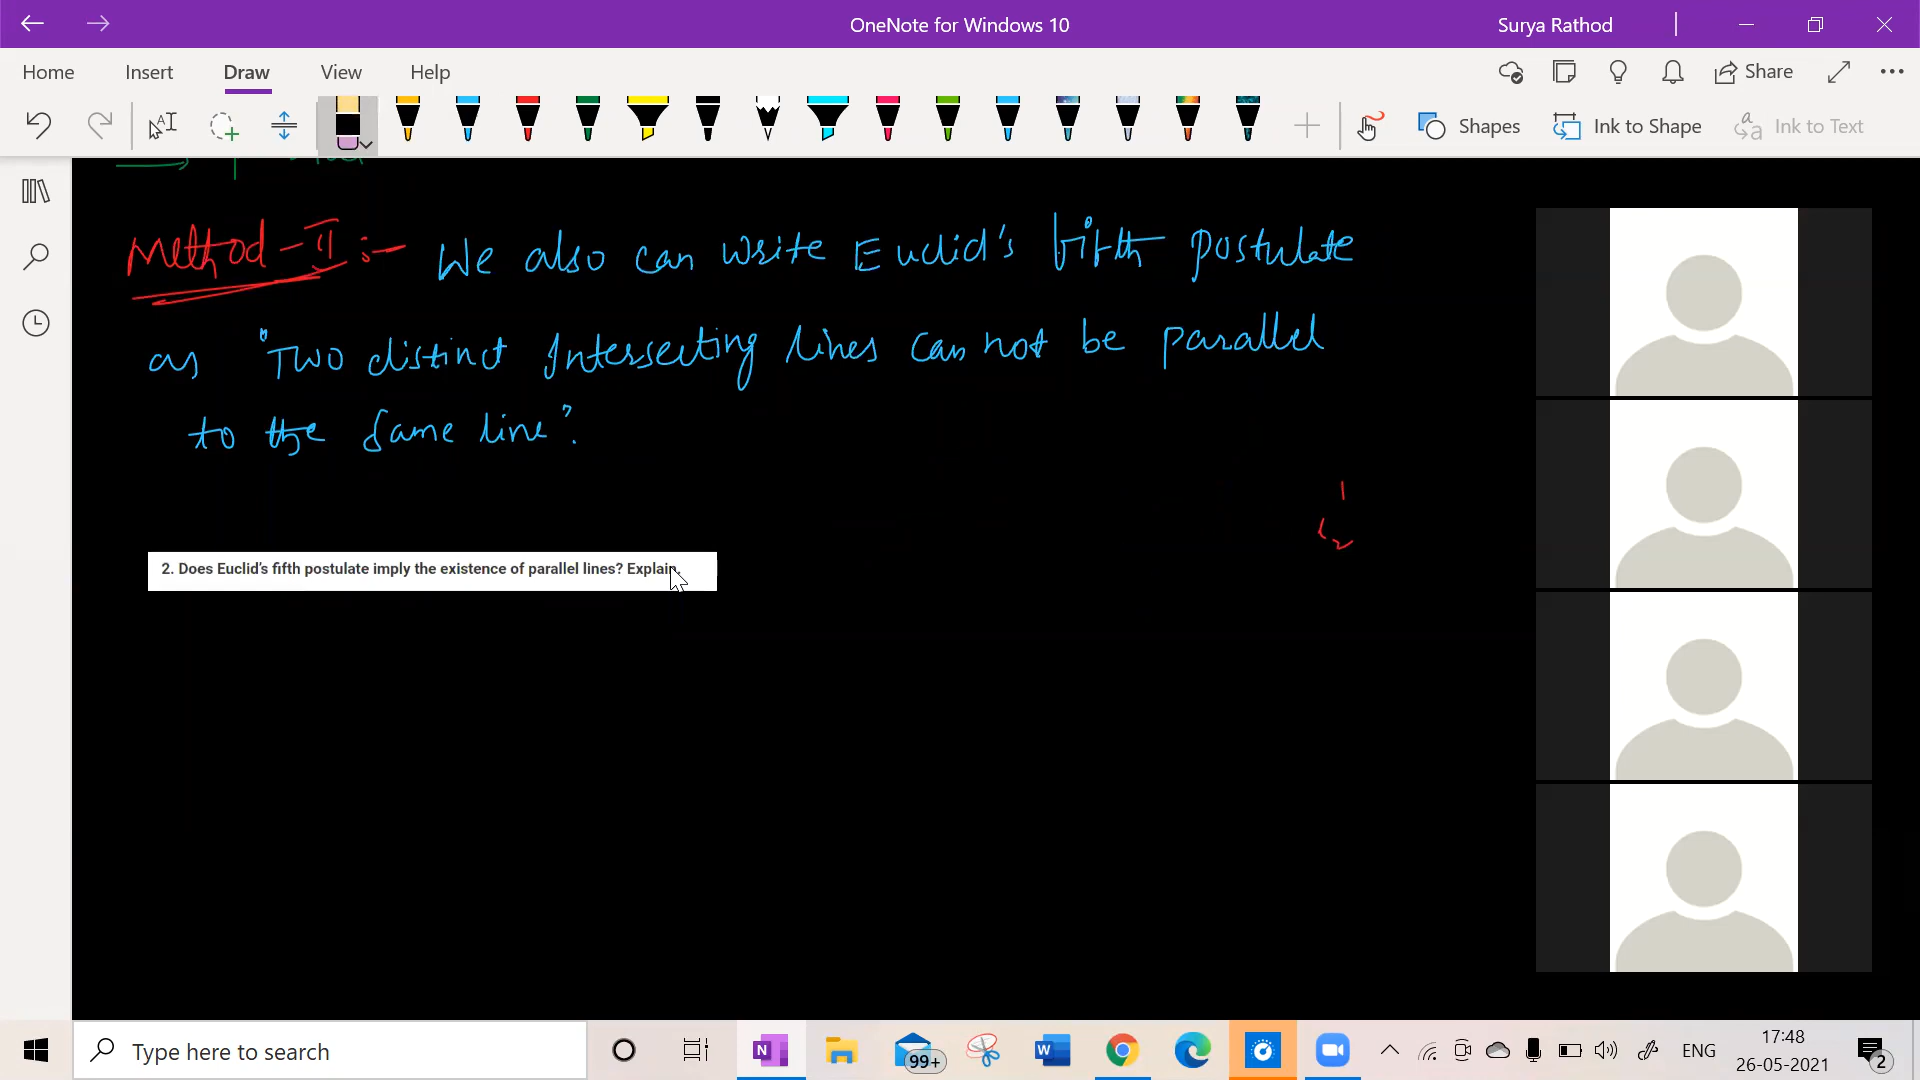 OneNote for Windows 10
Surya Rathod
Home Insert Draw View Help
Share
Shapes
Ink to Shape
Ink to Text
Method-II :- We also can write Euclid's fifth postulate
as "Two distinct Intersecting lines can not be parallel
to the same line".
2. Does Euclid's fifth postulate imply the existence of parallel lines? Explain.
Type here to search
99+
ENG
17:48
26-05-2021
2